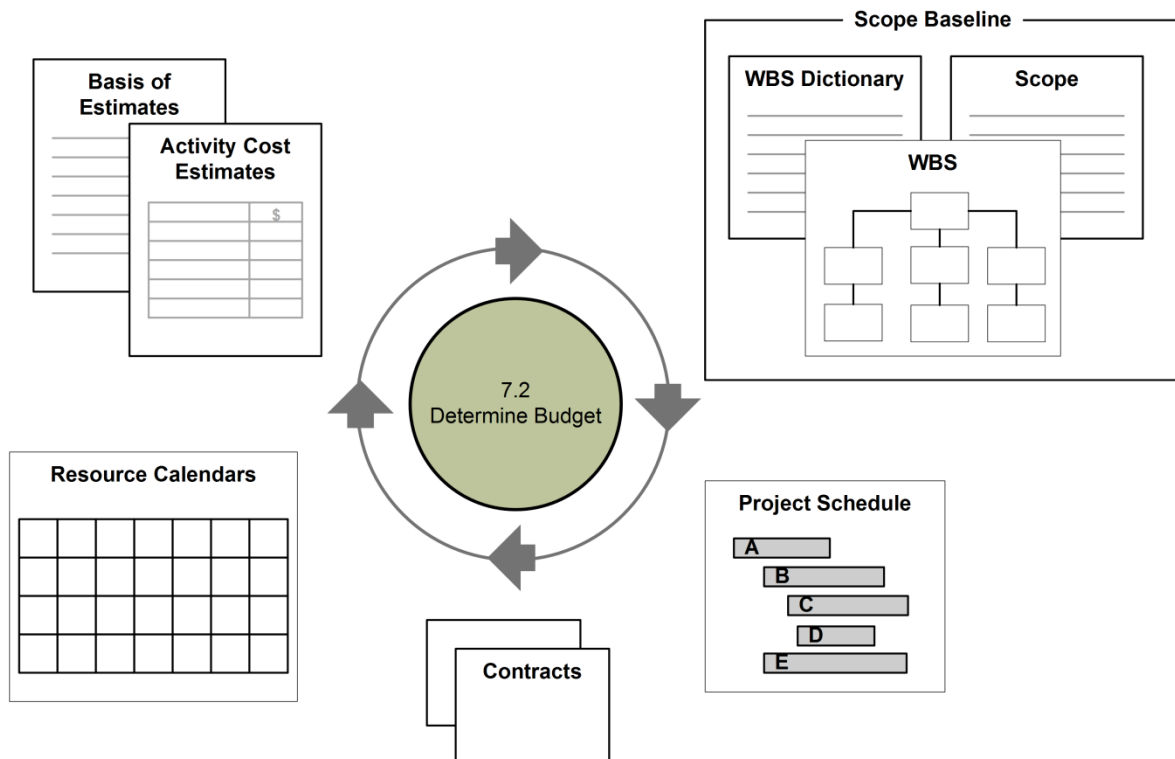 Scope Baseline
Basis of
Estimates
Activity Cost
Estimates
$
WBS Dictionary
Scope
WBS
7.2
Determine Budget
Resource Calendars
Project Schedule
A
B
C
D
E
Contracts